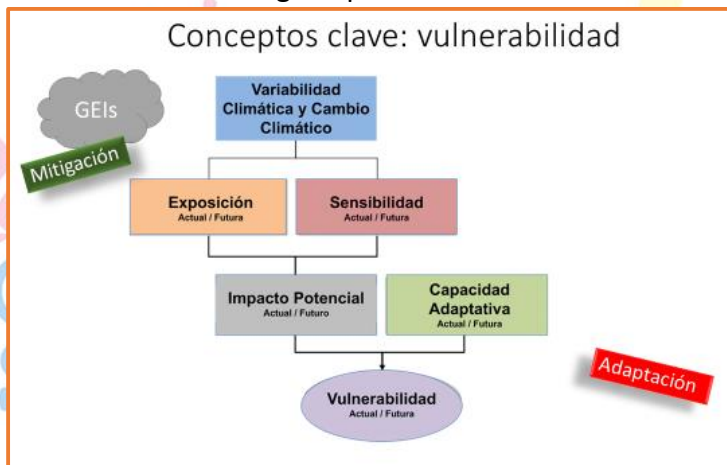 Conceptos clave: vulnerabilidad
GEIs
Mitigación
Variabilidad
Climática y Cambio
Climático
Exposición
Actual / Futura
Sensibilidad
Actual / Futura
Impacto Potencial
Actual / Futuro
Capacidad
Adaptativa
Actual / Futura
Adaptación
Vulnerabilidad
Actual / Futura